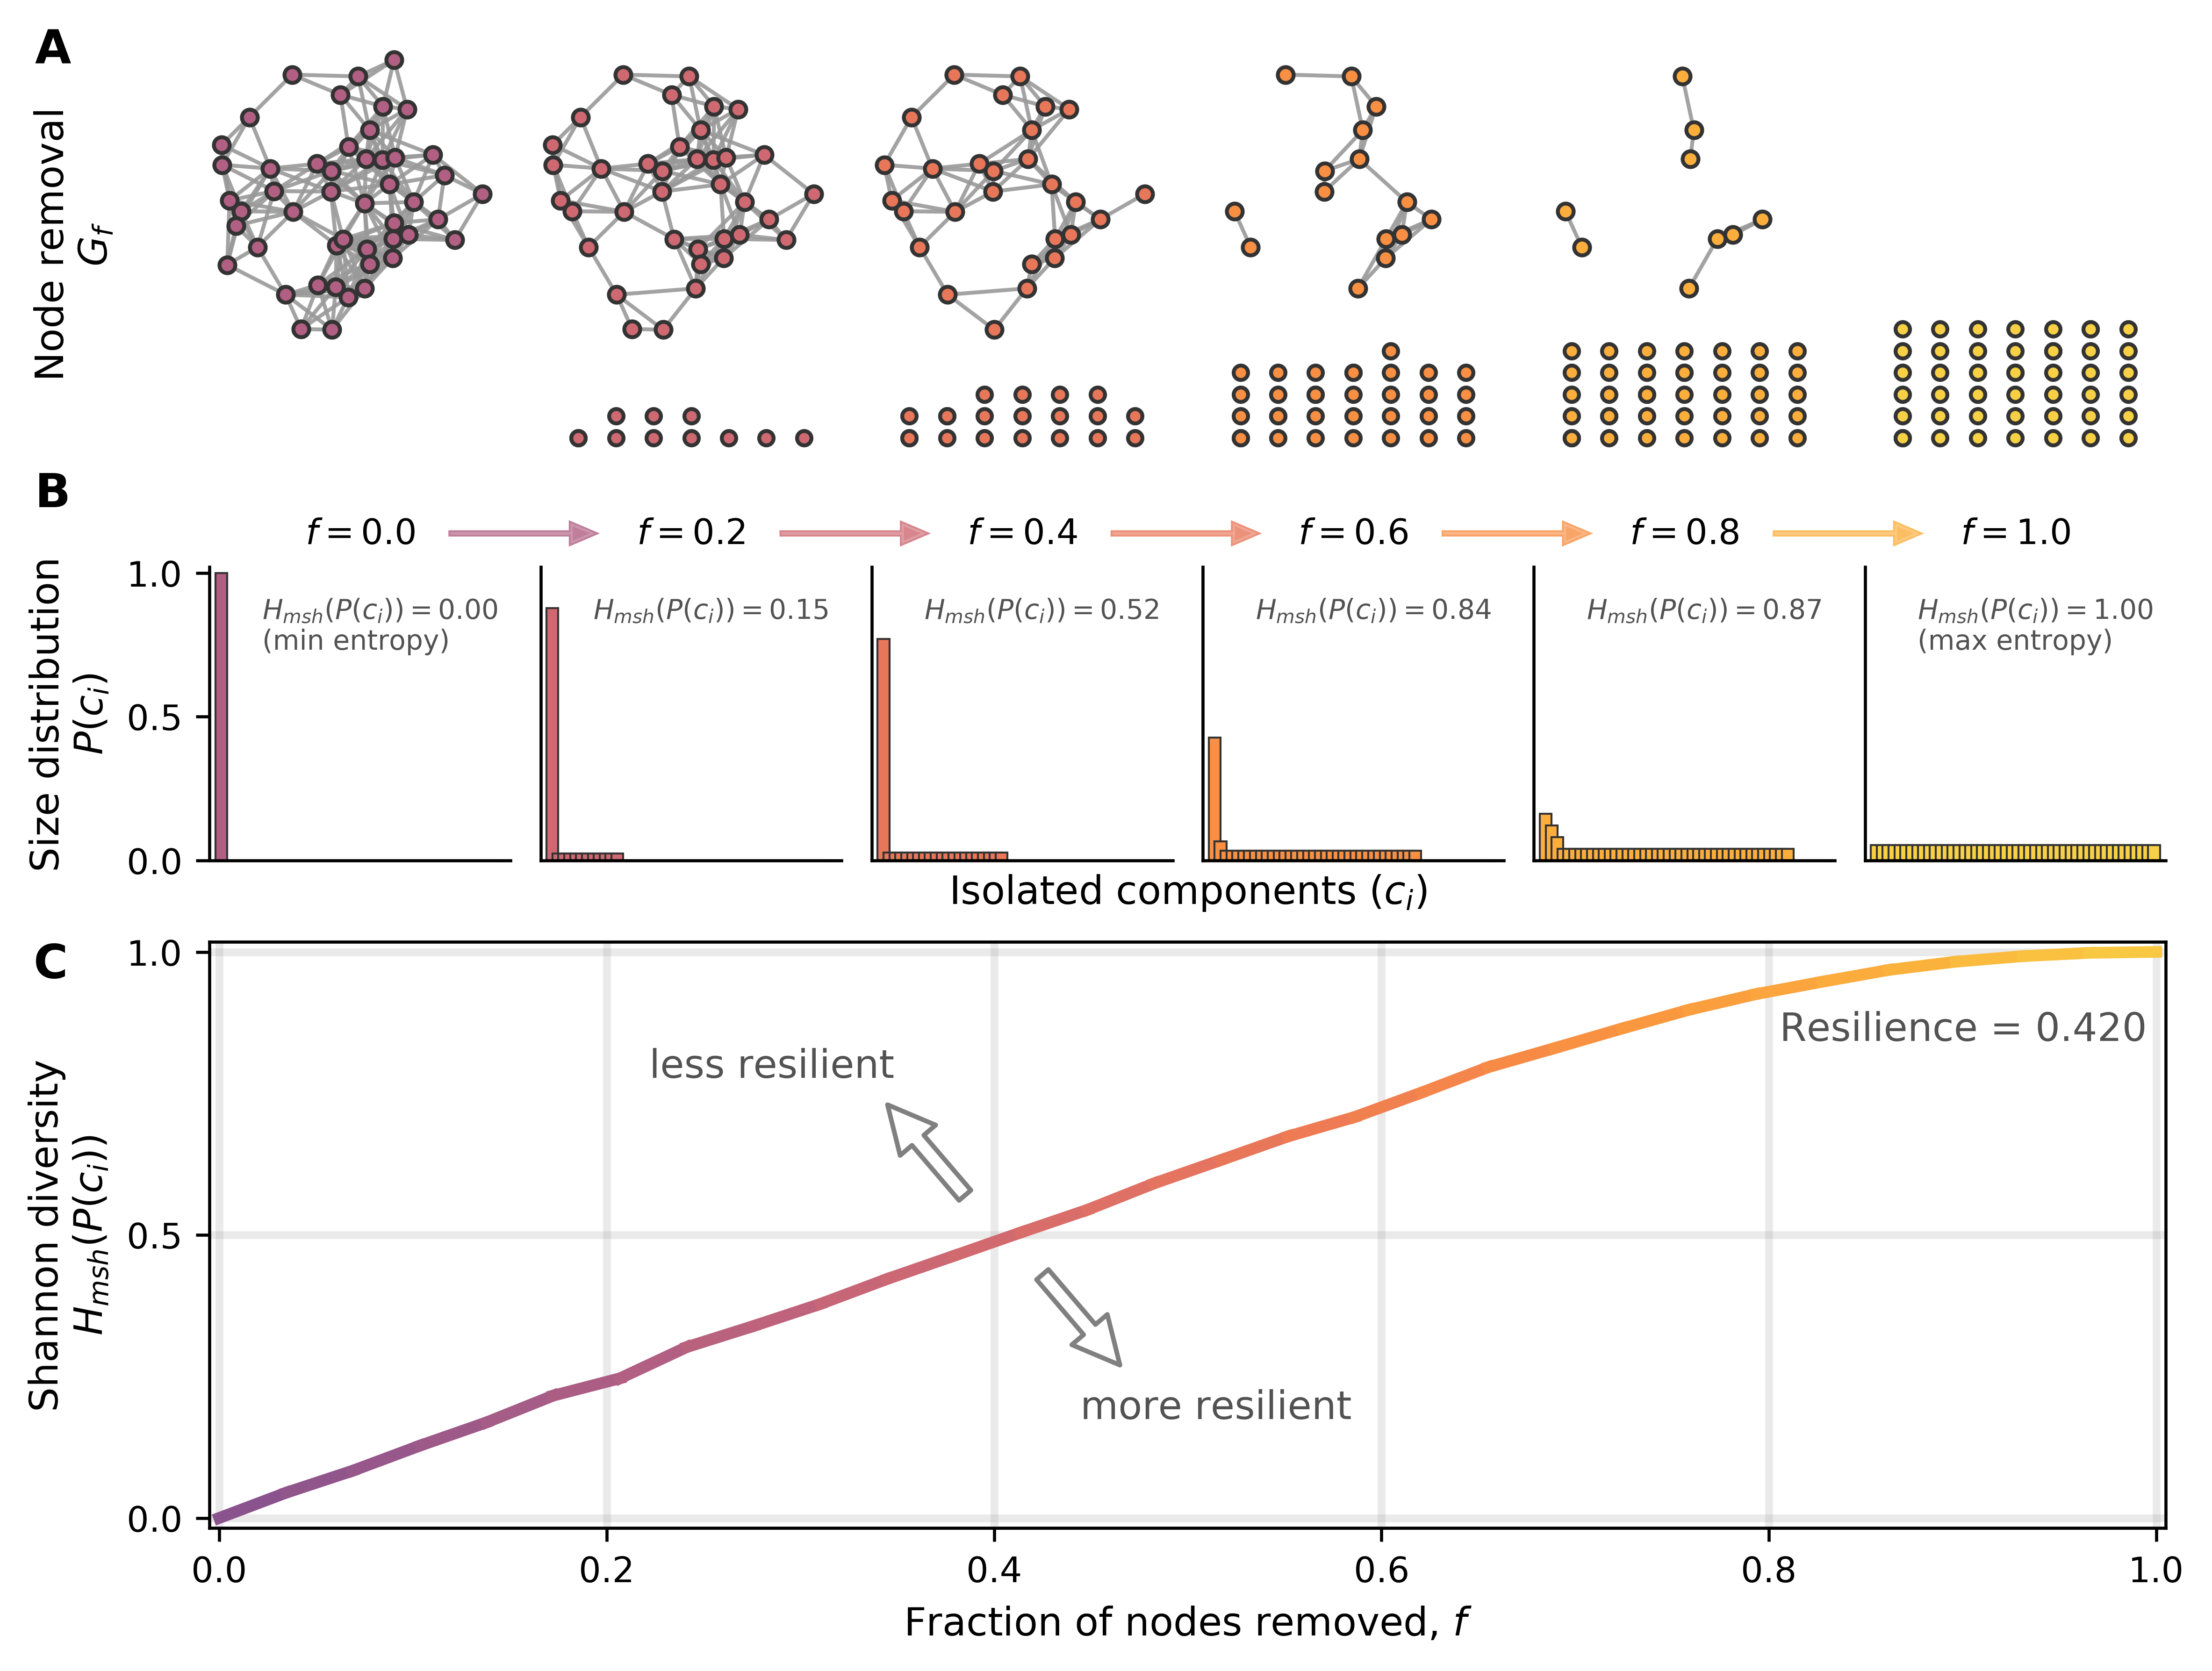 A
Node removal
G_f
B
f = 0.0
f = 0.2
f = 0.4
f = 0.6
f = 0.8
f = 1.0
Size distribution
P(c_i)
1.0
0.5
0.0
H_msh(P(c_i)) = 0.00
(min entropy)
H_msh(P(c_i)) = 0.15
H_msh(P(c_i)) = 0.52
H_msh(P(c_i)) = 0.84
H_msh(P(c_i)) = 0.87
H_msh(P(c_i)) = 1.00
(max entropy)
Isolated components (c_i)
C
Shannon diversity
H_msh(P(c_i))
1.0
0.5
0.0
less resilient
more resilient
Resilience = 0.420
0.0
0.2
0.4
0.6
0.8
1.0
Fraction of nodes removed, f